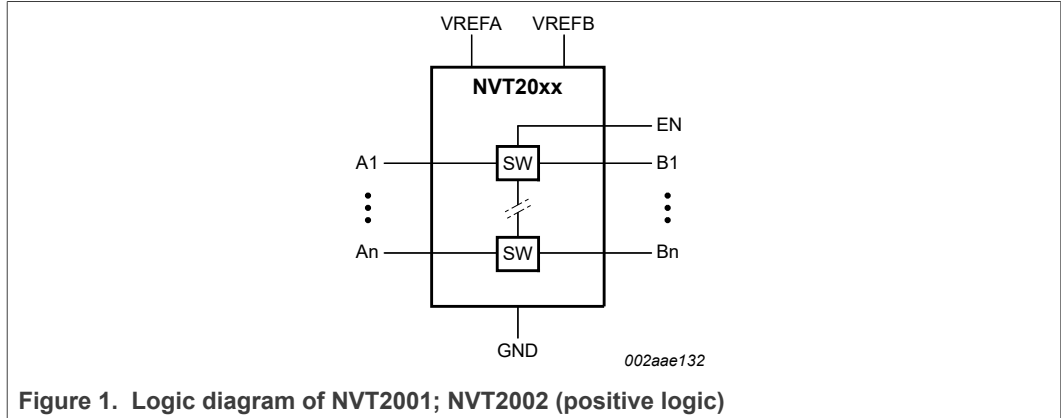 VREFA VREFB
NVT20xx
EN
A1 SW B1
An SW Bn
GND
002aae132
Figure 1. Logic diagram of NVT2001; NVT2002 (positive logic)